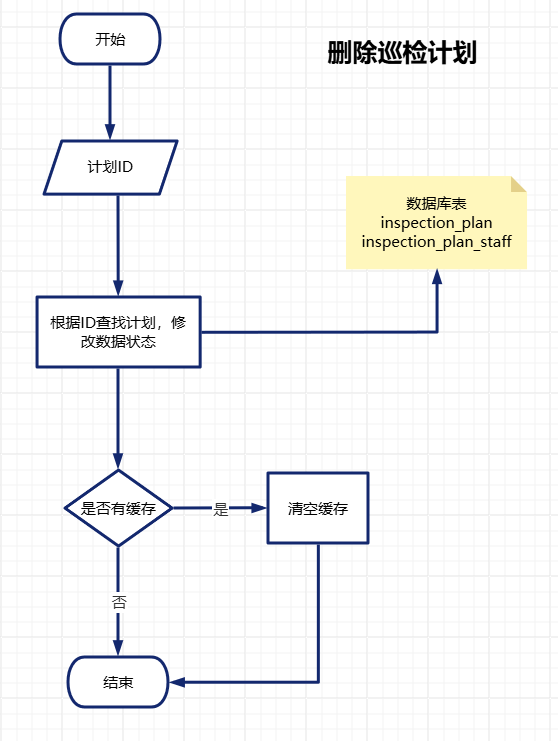 开始
删除巡检计划
计划ID
数据库表
inspection_plan
inspection_plan_staff
根据ID查找计划，修
改数据状态
是否有缓存
是
清空缓存
否
结束